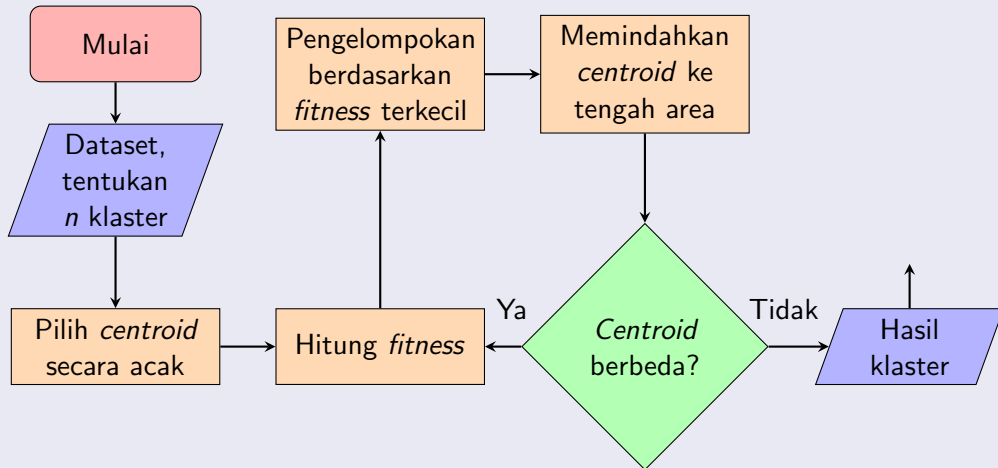 Mulai
Dataset,
tentukan
n klaster
Pilih centroid
secara acak
Hitung fitness
Pengelompokan
berdasarkan
fitness terkecil
Memindahkan
centroid ke
tengah area
Centroid
berbeda?
Ya
Tidak
Hasil
klaster